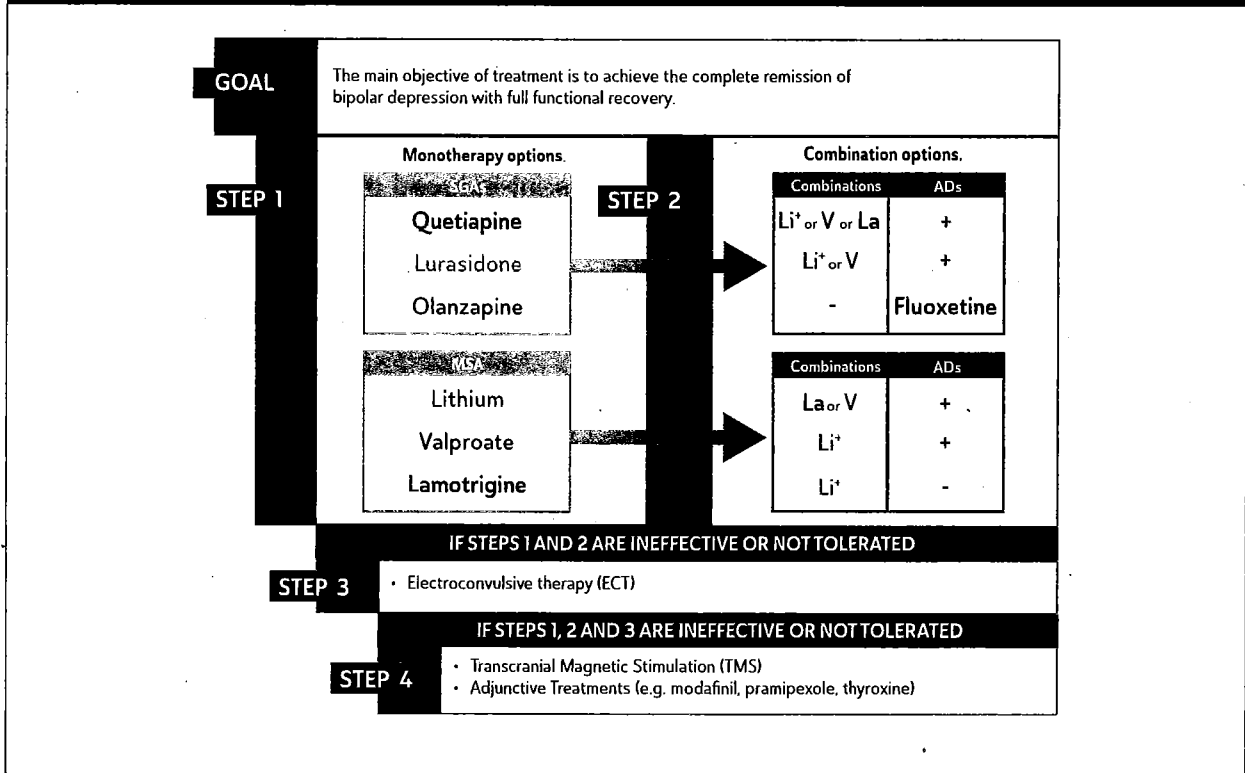 GOAL
The main objective of treatment is to achieve the complete remission of
bipolar depression with full functional recovery.
STEP 1
Monotherapy options.
SGAs
Quetiapine
Lurasidone
Olanzapine
MSA
Lithium
Valproate
Lamotrigine
STEP 2
Combination options.
Combinations ADs
Li⁺ or V or La +
Li⁺ or V +
- Fluoxetine
Combinations ADs
La or V +
Li⁺ +
Li⁺ -
IF STEPS 1 AND 2 ARE INEFFECTIVE OR NOT TOLERATED
STEP 3
• Electroconvulsive therapy (ECT)
IF STEPS 1, 2 AND 3 ARE INEFFECTIVE OR NOT TOLERATED
STEP 4
• Transcranial Magnetic Stimulation (TMS)
• Adjunctive Treatments (e.g. modafinil, pramipexole, thyroxine)